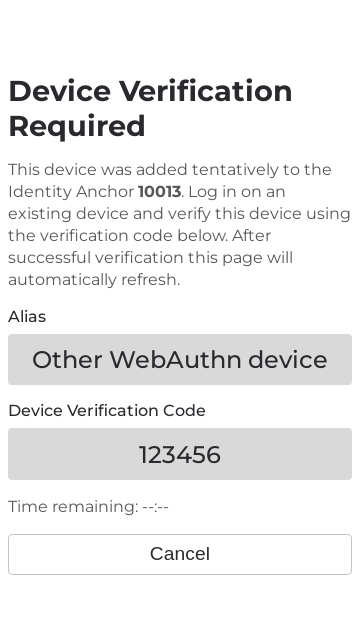 Device Verification
Required
This device was added tentatively to the
Identity Anchor 10013. Log in on an
existing device and verify this device using
the verification code below. After
successful verification this page will
automatically refresh.
Alias
Other WebAuthn device
Device Verification Code
123456
Time remaining: --:--
Cancel